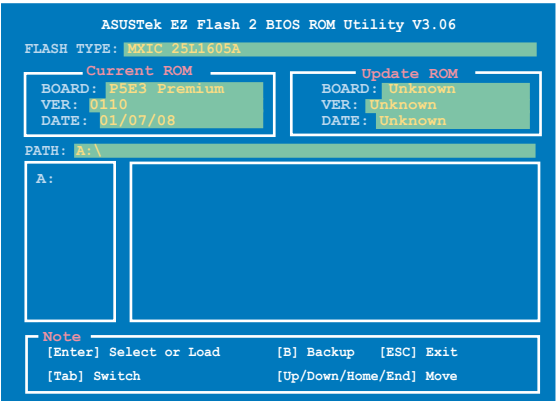 ASUSTek EZ Flash 2 BIOS ROM Utility V3.06
FLASH TYPE: MXIC 25L1605A
Current ROM
BOARD: P5E3 Premium
VER: 0110
DATE: 01/07/08
Update ROM
BOARD: Unknown
VER: Unknown
DATE: Unknown
PATH: A:\
A:
Note
[Enter] Select or Load [B] Backup [ESC] Exit
[Tab] Switch [Up/Down/Home/End] Move